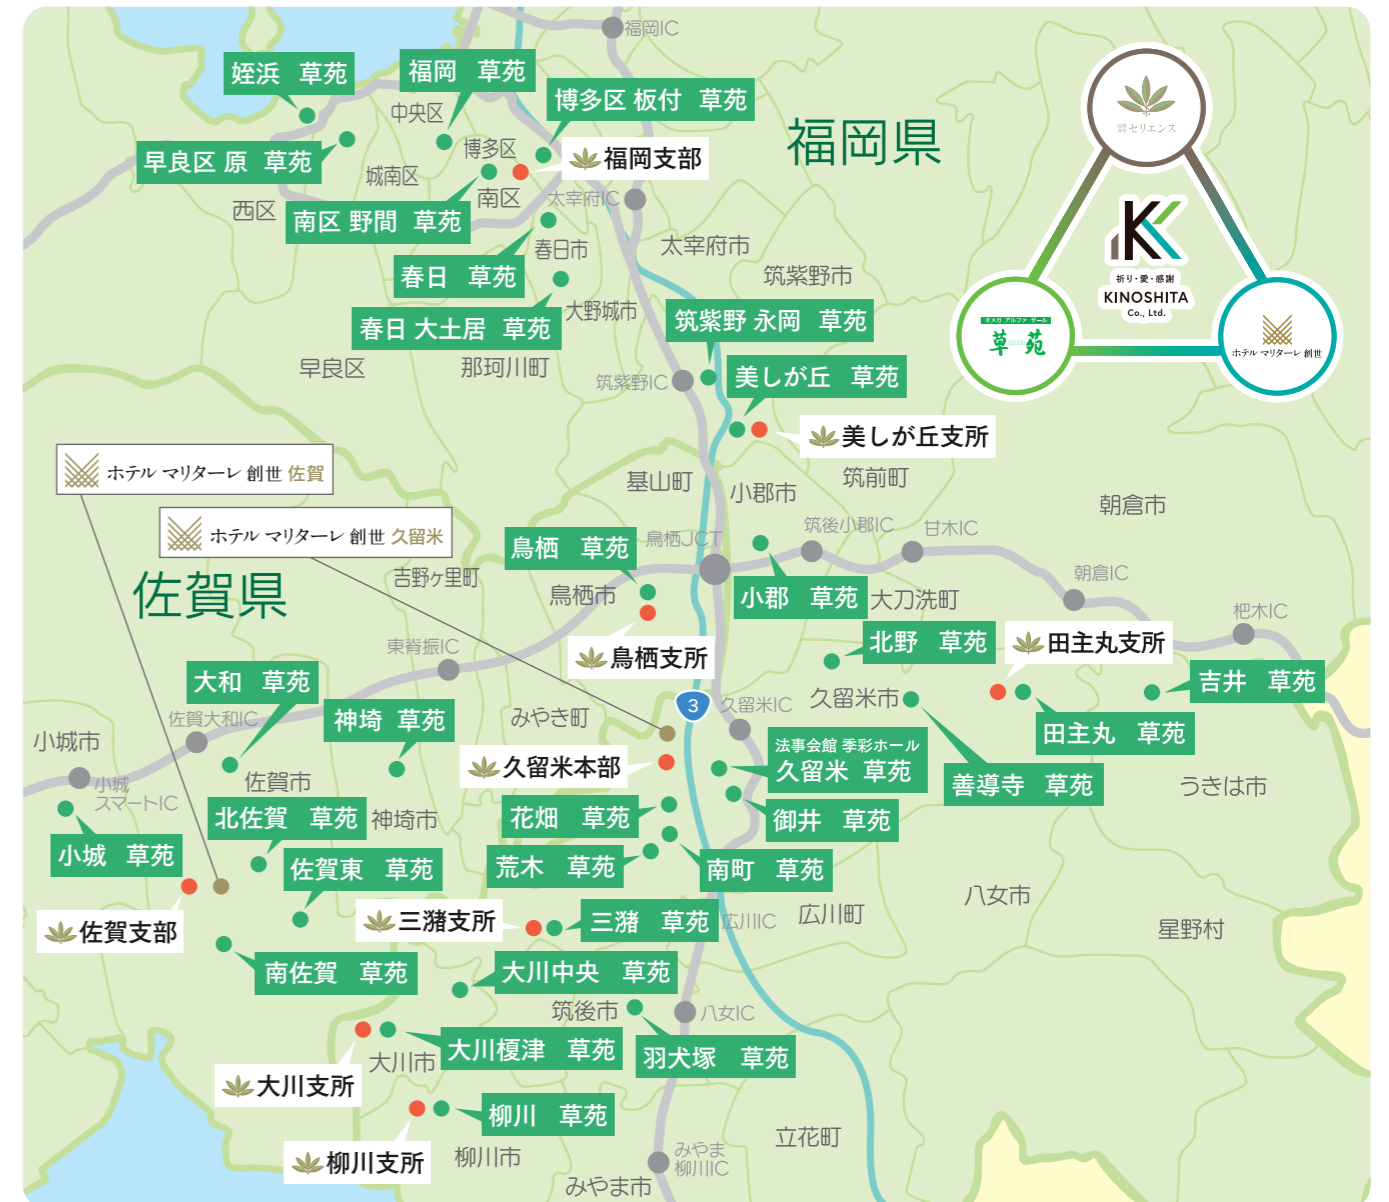 福岡IC
姪浜 草苑
福岡 草苑
博多区 板付 草苑
中央区
福岡県
セリエンス
早良区 原 草苑
博多区
福岡支部
城南区
西区
南区
太宰府IC
南区 野間 草苑
春日市
太宰府市
春日 草苑
筑紫野市
祈り・愛・感謝
KINOSHITA
Co., Ltd.
大野城市
春日 大土居 草苑
筑紫野 永岡 草苑
オメガ アルファ ザール
草苑
ホテル マリターレ 創世
早良区
那珂川町
筑紫野IC
美しが丘 草苑
美しが丘支所
ホテル マリターレ 創世 佐賀
基山町
小郡市
筑前町
朝倉市
ホテル マリターレ 創世 久留米
鳥栖 草苑
鳥栖JCT
筑後小郡IC
甘木IC
佐賀県
吉野ヶ里町
鳥栖市
小郡 草苑
大刀洗町
朝倉IC
杷木IC
東脊振IC
鳥栖支所
北野 草苑
田主丸支所
大和 草苑
吉井 草苑
佐賀大和IC
神埼 草苑
みやき町
3
久留米IC
久留米市
田主丸 草苑
小城市
小城
スマートIC
佐賀市
久留米本部
法事会館 季彩ホール
久留米 草苑
善導寺 草苑
うきは市
北佐賀 草苑
神埼市
花畑 草苑
御井 草苑
小城 草苑
佐賀東 草苑
荒木 草苑
南町 草苑
八女市
佐賀支部
三潴支所
三潴 草苑
広川IC
広川町
星野村
南佐賀 草苑
大川中央 草苑
筑後市
八女IC
大川市
大川榎津 草苑
羽犬塚 草苑
大川支所
柳川 草苑
柳川支所
柳川市
みやま
柳川IC
立花町
みやま市